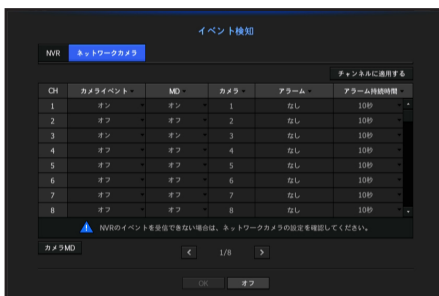 イベント検知
NVR ネットワークカメラ
チャンネルに適用する
CH カメライベント MD カメラ アラーム アラーム持続時間
1 オン オン 1 なし 10秒
2 オフ オフ 2 なし 10秒
3 オン オン 3 なし 10秒
4 オフ オフ 4 なし 10秒
5 オフ オフ 5 なし 10秒
6 オフ オフ 6 なし 10秒
7 オフ オフ 7 なし 10秒
8 オフ オフ 8 なし 10秒
NVRのイベントを受信できない場合は、ネットワークカメラの設定を確認してください。
カメラMD
1/8
OK オフ